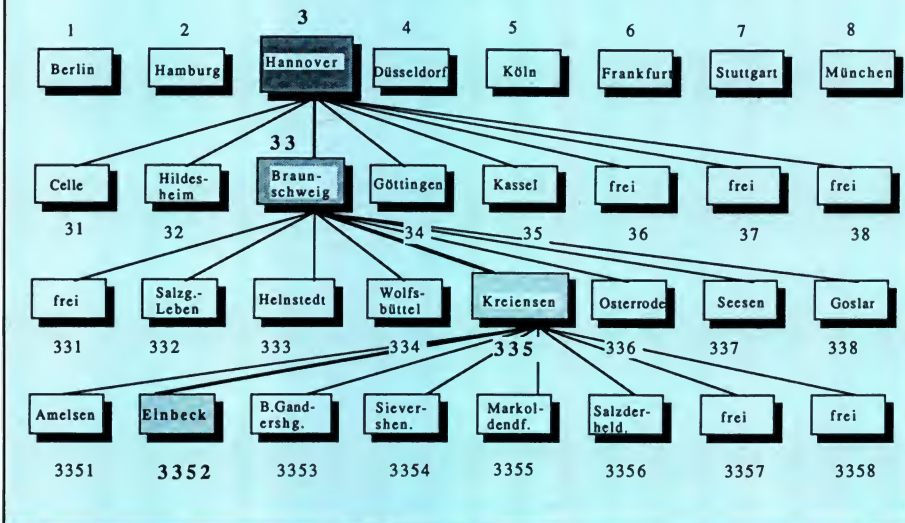 1 2 3 4 5 6 7 8
Berlin Hamburg Hannover Düsseldorf Köln Frankfurt Stuttgart München
33
Celle Hildes-
heim Braun-
schweig Göttingen Kassel frei frei frei
31 32 34 35 36 37 38
frei Salzg.-
Leben Helnstedt Wolfs-
büttel Kreiensen Osterrode Seesen Goslar
331 332 333 334 335 336 337 338
Amelsen Einbeck B.Gand-
ershg. Siever-
shen. Markol-
dendf. Salzder-
held. frei frei
3351 3352 3353 3354 3355 3356 3357 3358